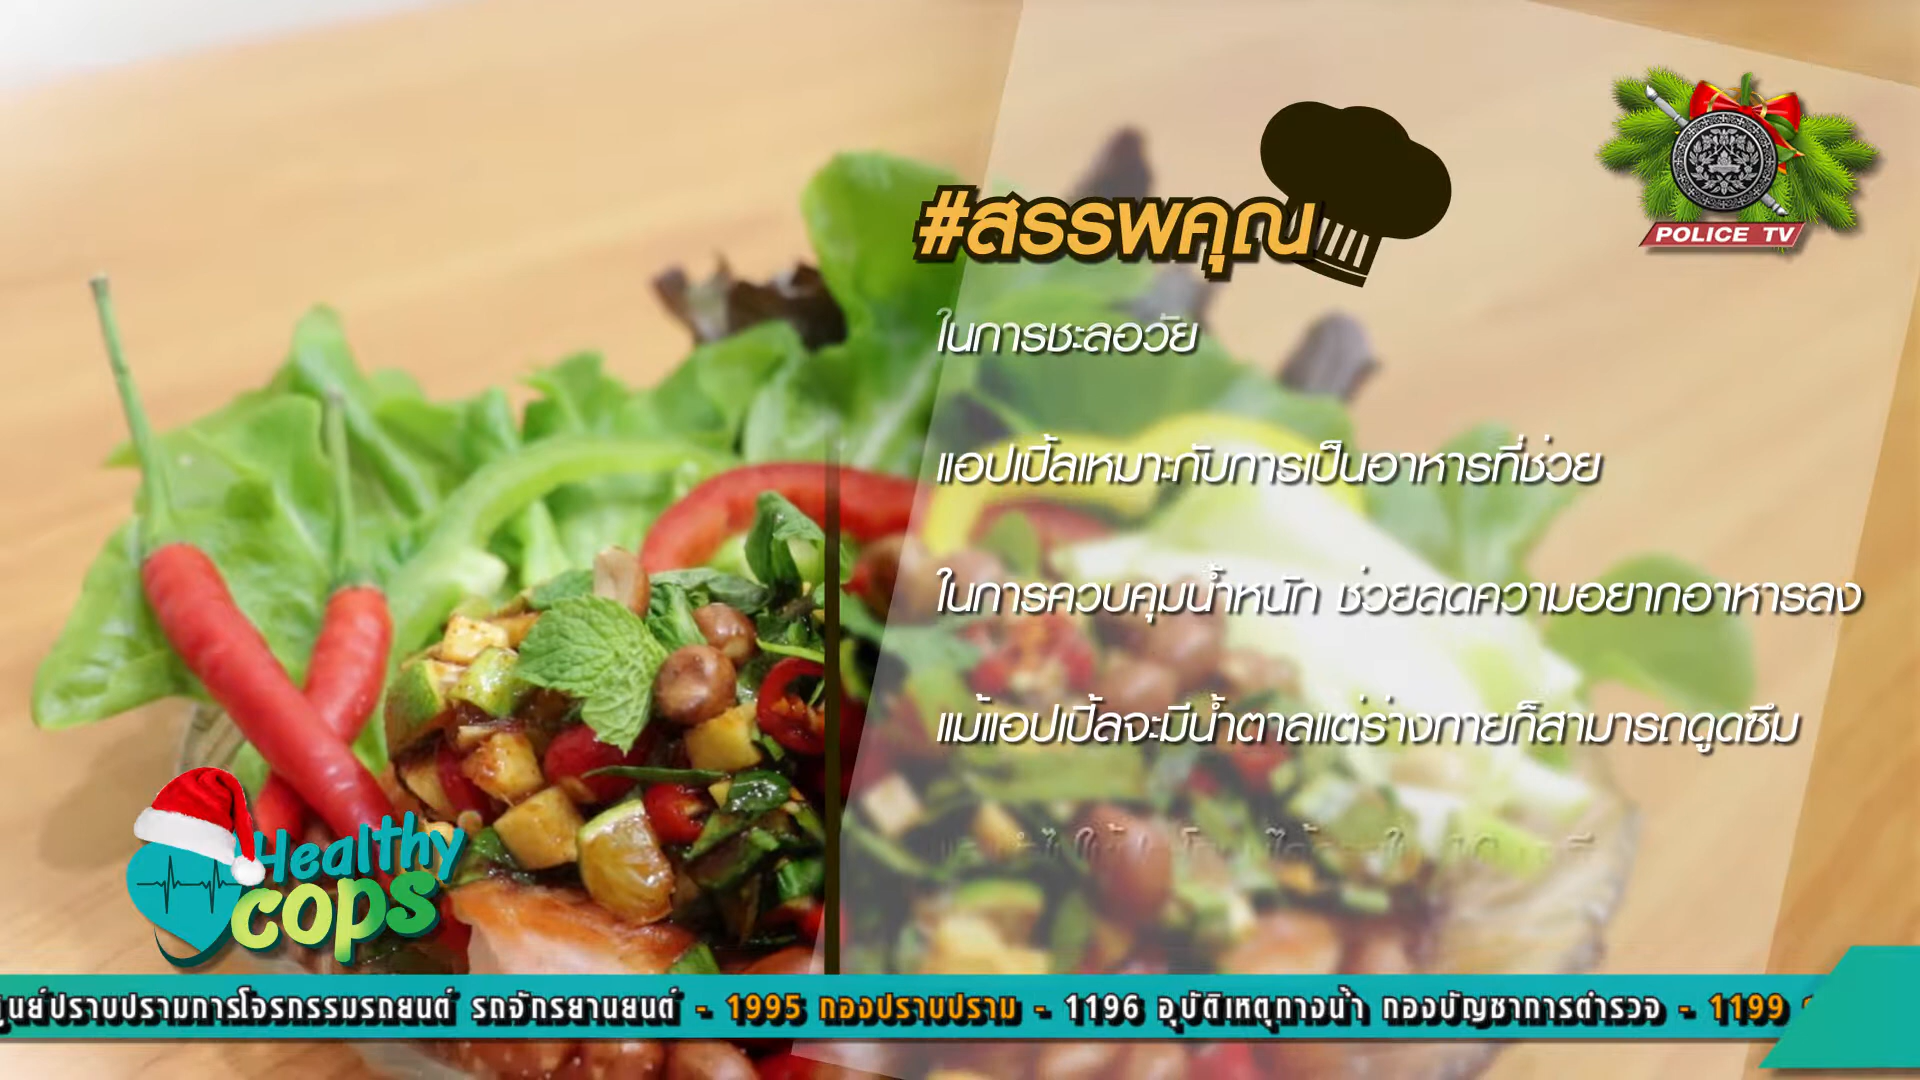 #สรรพคุณ
POLICE TV
ในการชะลอวัย
แอปเปิ้ลเหมาะกับการเป็นอาหารที่ช่วย
ในการควบคุมน้ำหนัก ช่วยลดความอยากอาหารลง
แม้แอปเปิ้ลจะมีน้ำตาลแต่ร่างกายก็สามารถดูดซึม
Healthy
cops
ศูนย์ปราบปรามการโจรกรรมรถยนต์ รถจักรยานยนต์ - 1995 กองปราบปราม - 1196 อุบัติเหตุทางน้ำ กองบัญชาการตำรวจ - 1199